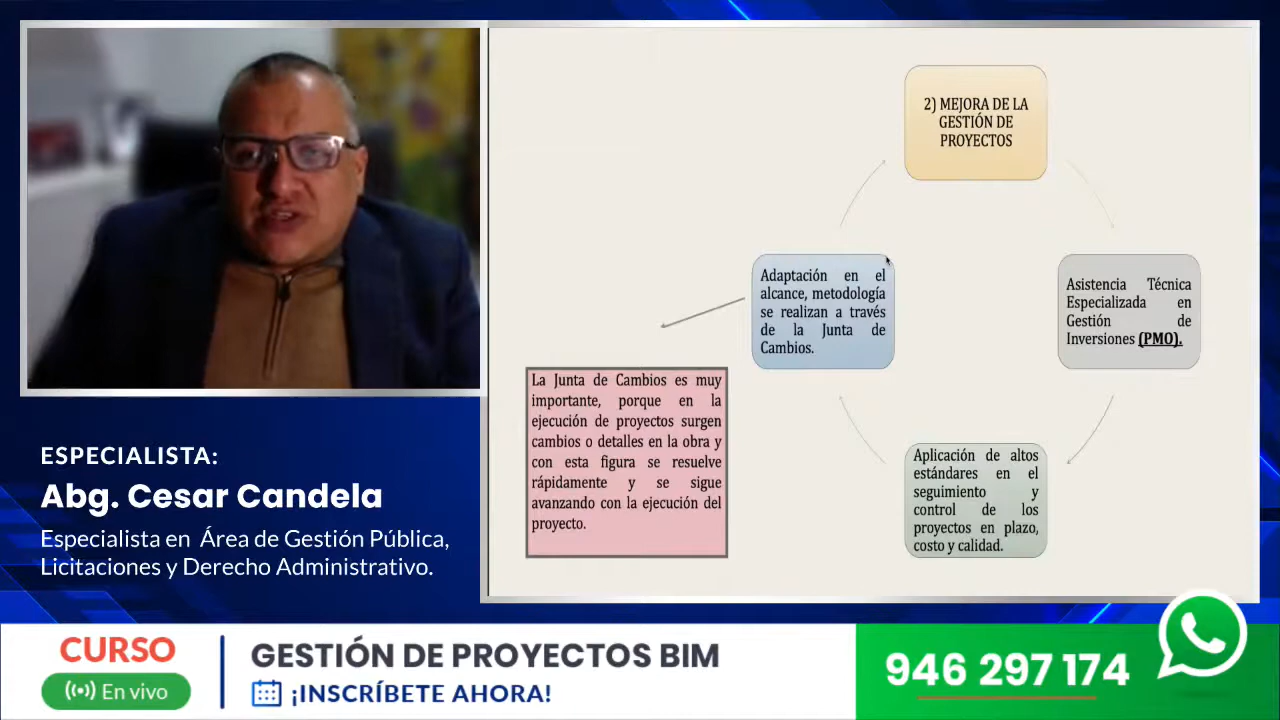 ESPECIALISTA:
Abg. Cesar Candela
Especialista en Área de Gestión Pública,
Licitaciones y Derecho Administrativo.
2) MEJORA DE LA
GESTIÓN DE
PROYECTOS
Asistencia Técnica
Especializada en
Gestión de
Inversiones (PMO).
Aplicación de altos
estándares en el
seguimiento y
control de los
proyectos en plazo,
costo y calidad.
Adaptación en el
alcance, metodología
se realizan a través
de la Junta de
Cambios.
La Junta de Cambios es muy
importante, porque en la
ejecución de proyectos surgen
cambios o detalles en la obra y
con esta figura se resuelve
rápidamente y se sigue
avanzando con la ejecución del
proyecto.
CURSO
En vivo
GESTIÓN DE PROYECTOS BIM
¡INSCRÍBETE AHORA!
946 297 174